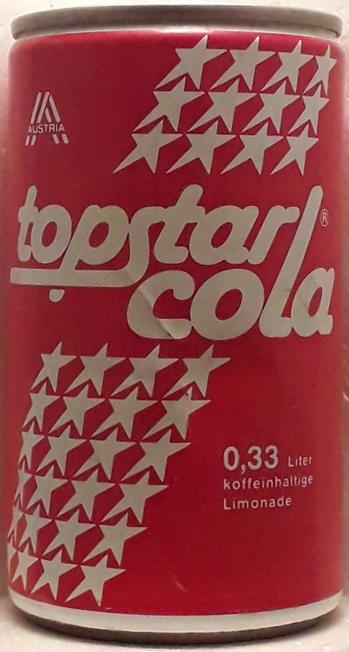 AUSTRIA
topstar®
cola
0,33 Liter
koffeinhaltige
Limonade